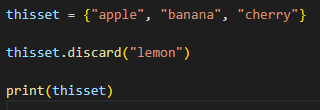 thisset = {"apple", "banana", "cherry"}
thisset.discard("lemon")
print(thisset)